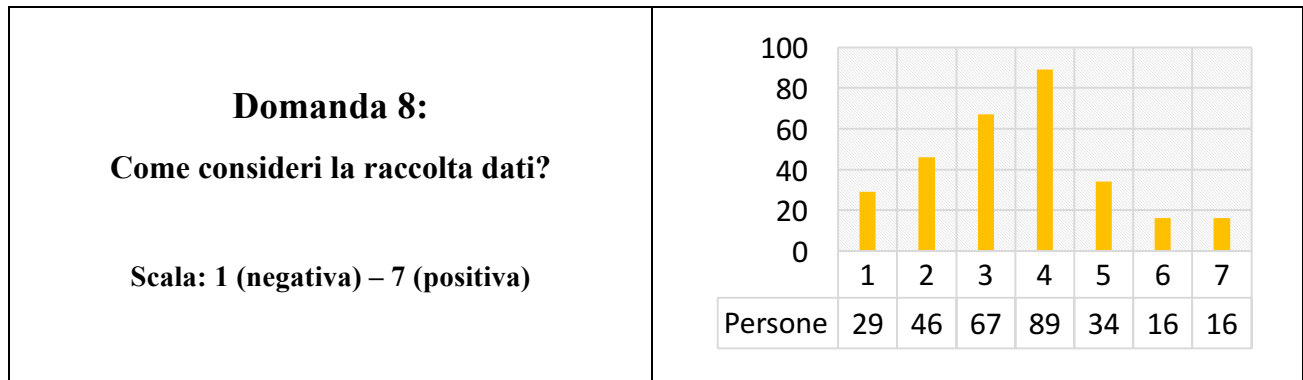 Domanda 8:
Come consideri la raccolta dati?
Scala: 1 (negativa) – 7 (positiva)
100
80
60
40
20
0
1 2 3 4 5 6 7
Persone 29 46 67 89 34 16 16